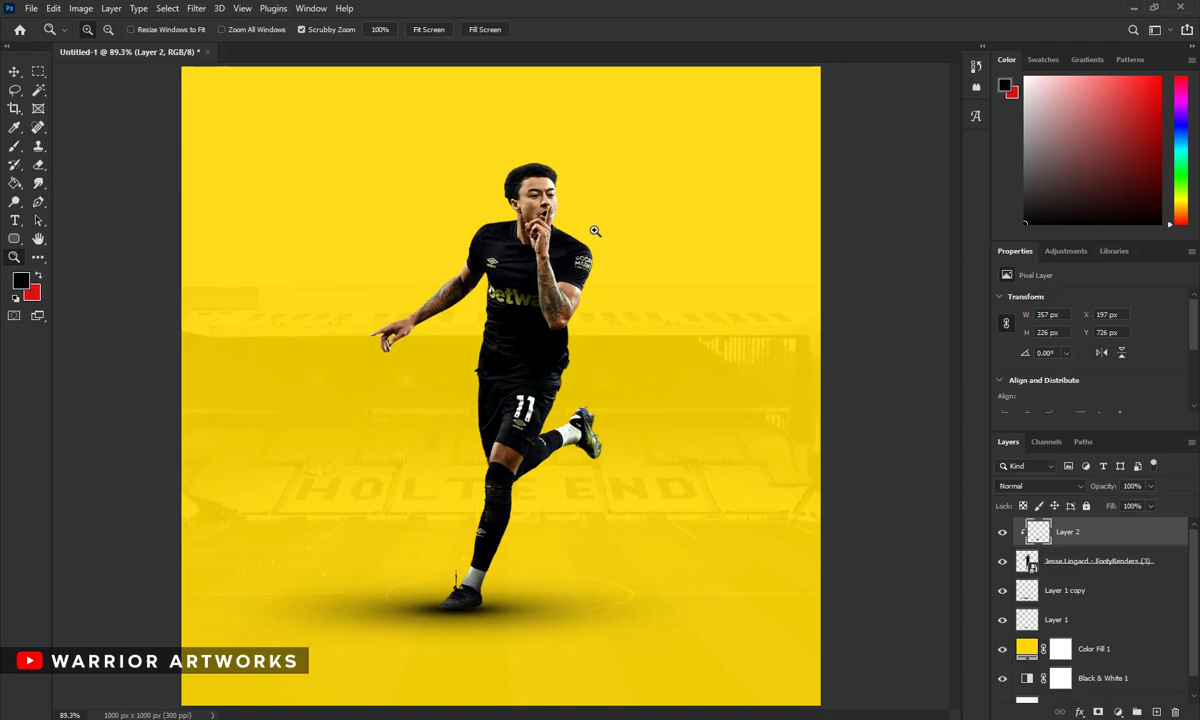 Ps File Edit Image Layer Type Select Filter 3D View Plugins Window Help
Resize Windows to Fit Zoom All Windows Scrubby Zoom 100% Fit Screen Fill Screen
Untitled-1 @ 89.3% (Layer 2, RGB/8) * ×
Color Swatches Gradients Patterns
betway
11
HOLTE END
Properties Adjustments Libraries
Pixel Layer
Transform
W 357 px X 197 px
H 226 px Y 726 px
0.00°
Align and Distribute
Align:
Layers Channels Paths
Kind
Normal Opacity: 100%
Lock: Fill: 100%
Layer 2
Jesse Lingard - FootyRenders (3)
Layer 1 copy
Layer 1
Color Fill 1
Black & White 1
WARRIOR ARTWORKS
89.3% 1000 px x 1000 px (300 ppi)